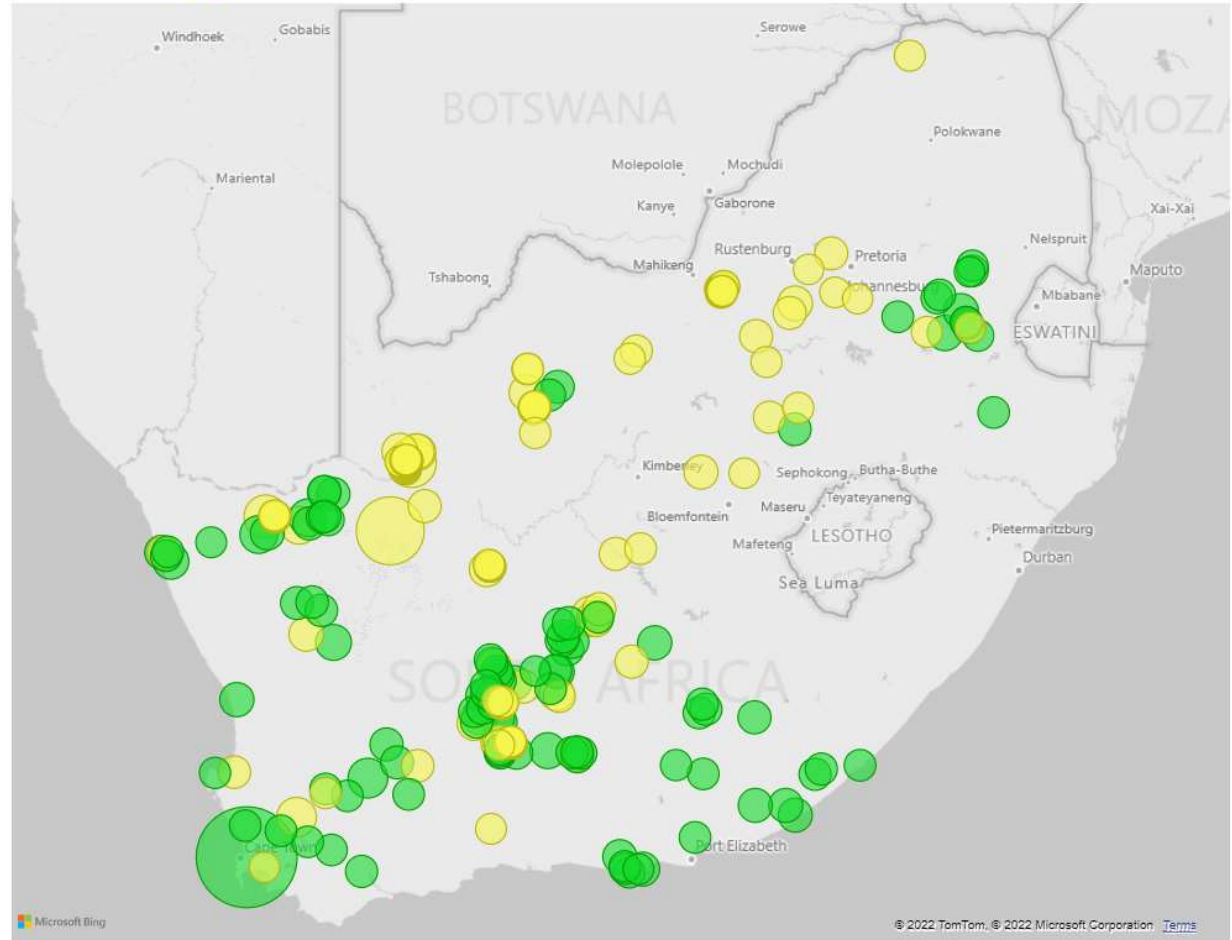 Windhoek
Gobabis
Serowe
BOTSWANA
MOZA
Polokwane
Molepolole
Mochudi
Mariental
Kanye
Gaborone
Xai-Xai
Rustenburg
Pretoria
Nelspruit
Tshabong
Mahikeng
Maputo
Johannesburg
Mbabane
ESWATINI
Kimberley
Sephokong
Butha-Buthe
Teyateyaneng
Bloemfontein
Maseru
LESOTHO
Pietermaritzburg
Mafeteng
Durban
Sea Luma
SOUTH AFRICA
Cape Town
Port Elizabeth
Microsoft Bing
© 2022 TomTom, © 2022 Microsoft Corporation Terms